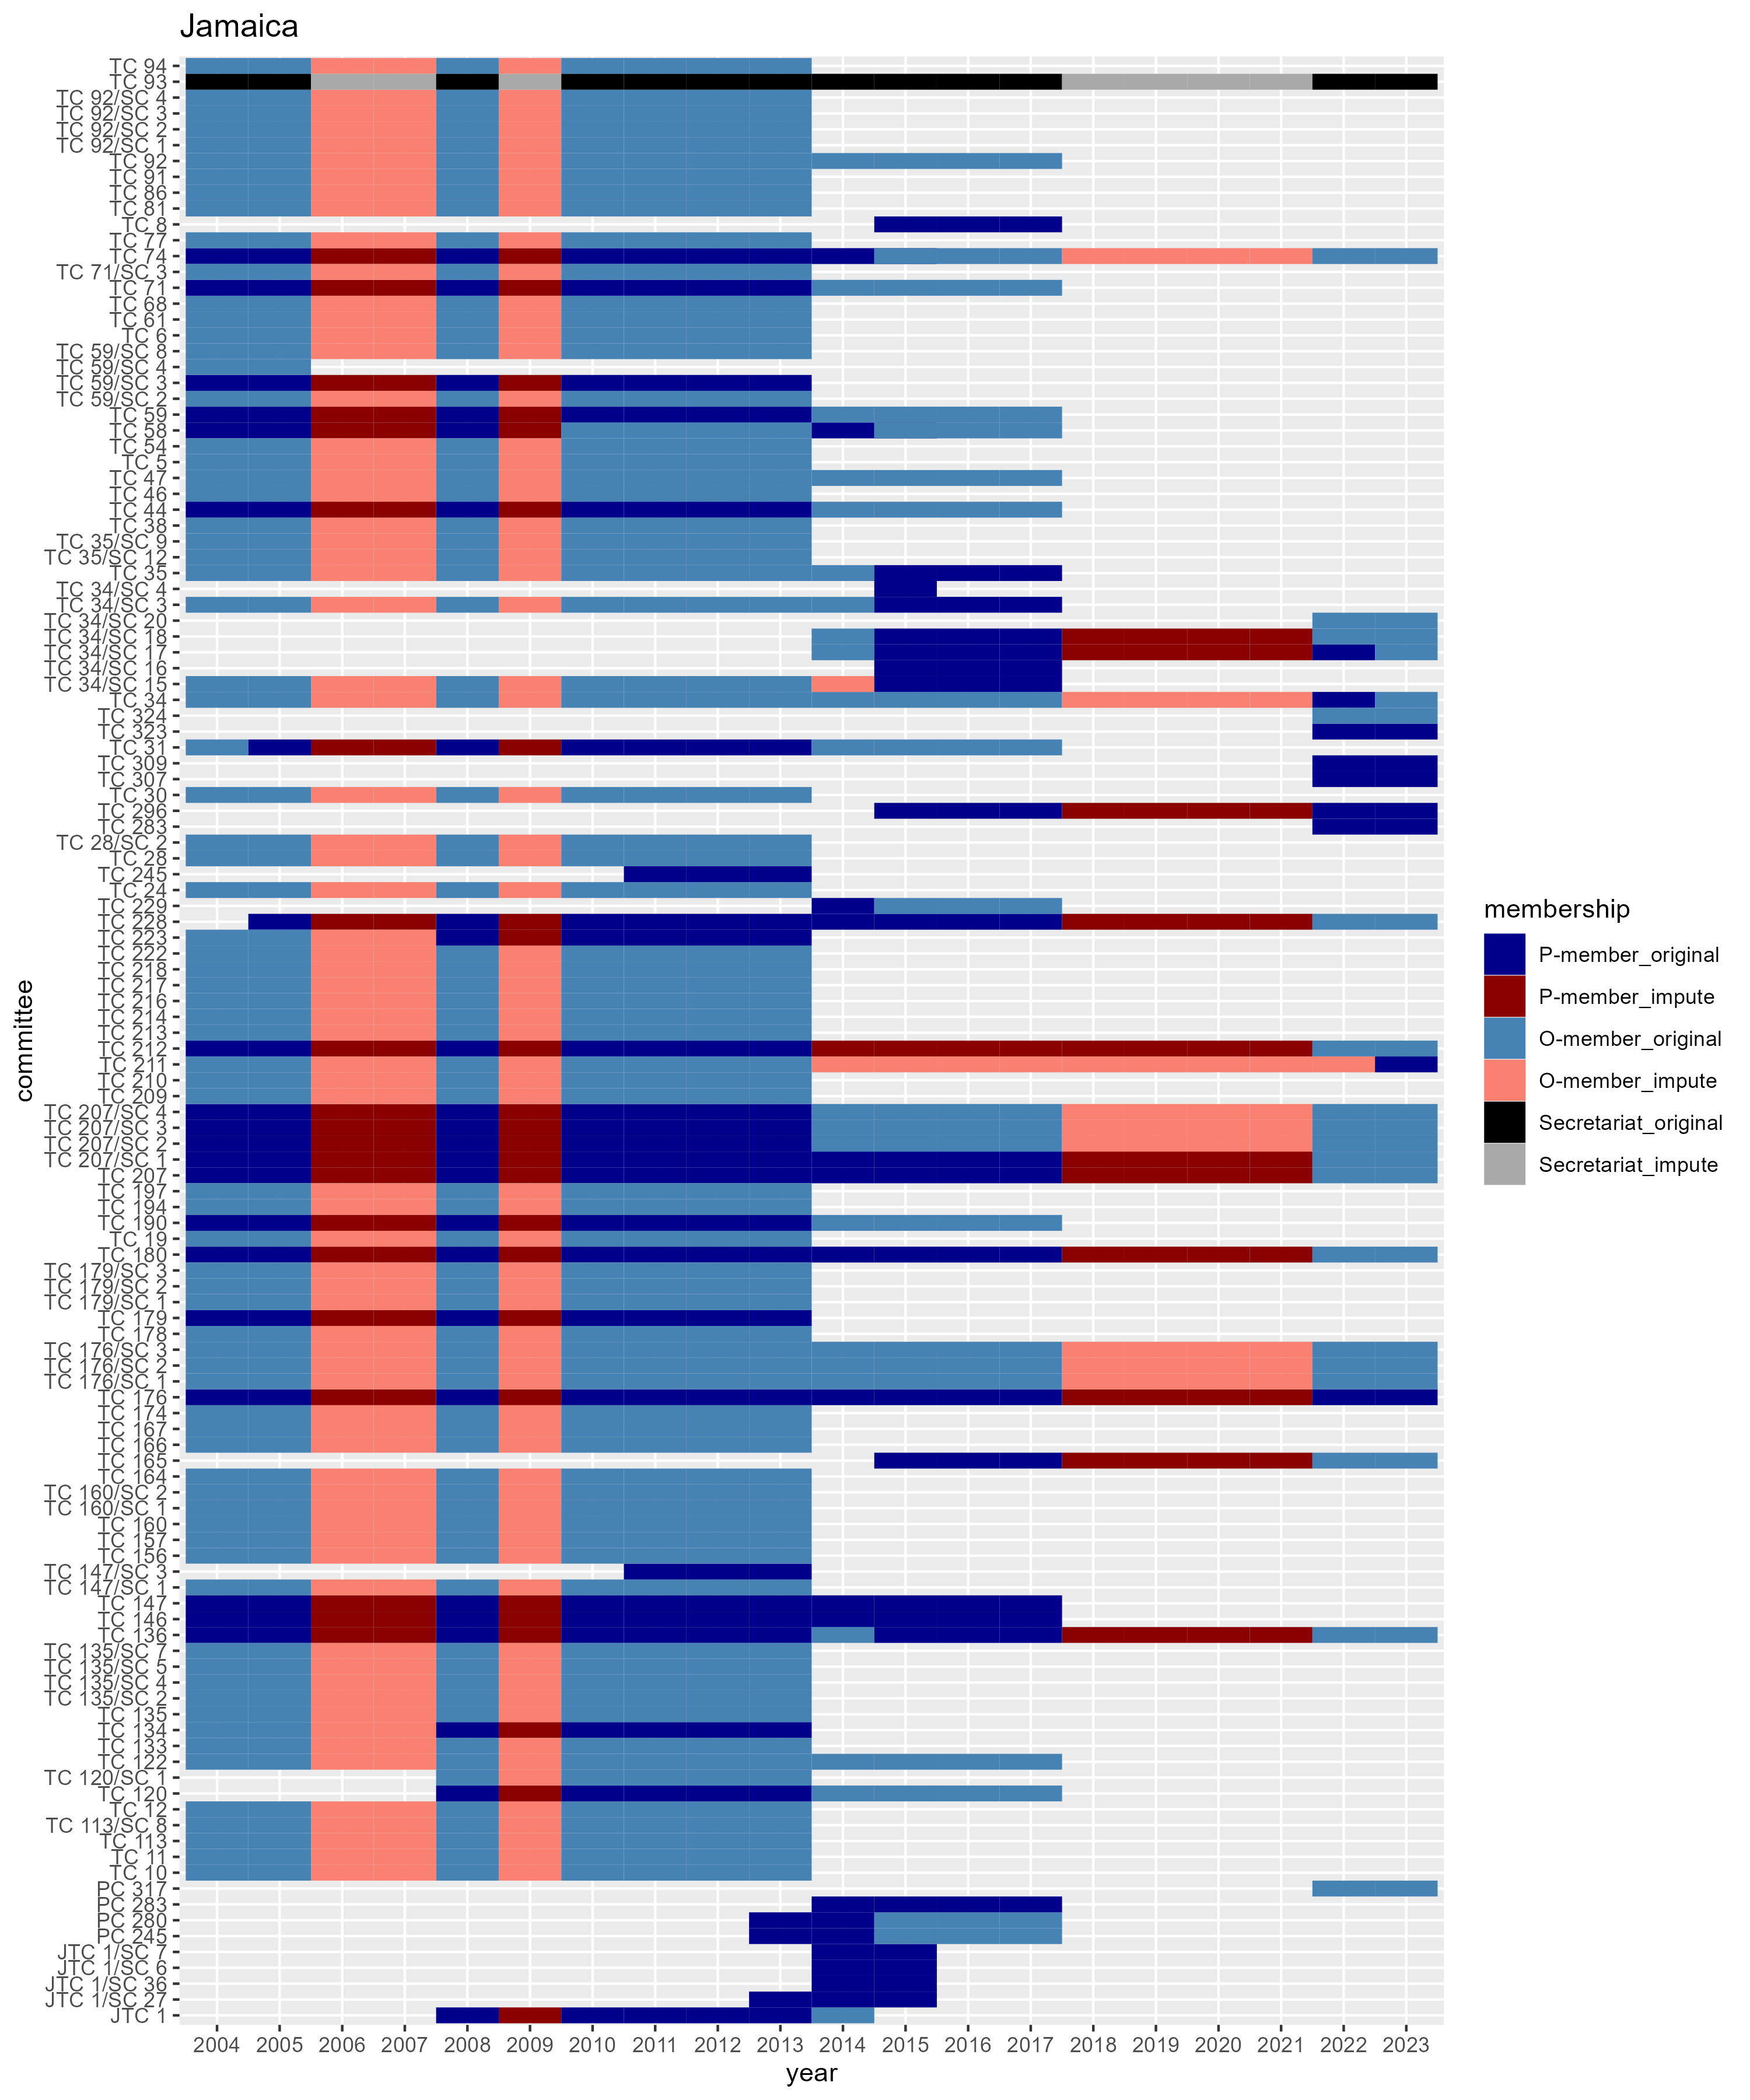 Jamaica
TC 94
TC 93
TC 92/SC 4
TC 92/SC 3
TC 92/SC 2
TC 92/SC 1
TC 92
TC 91
TC 86
TC 81
TC 8
TC 77
TC 74
TC 71/SC 3
TC 71
TC 68
TC 61
TC 6
TC 59/SC 8
TC 59/SC 4
TC 59/SC 3
TC 59/SC 2
TC 59
TC 58
TC 54
TC 5
TC 47
TC 46
TC 44
TC 38
TC 35/SC 9
TC 35/SC 12
TC 35
TC 34/SC 4
TC 34/SC 3
TC 34/SC 20
TC 34/SC 18
TC 34/SC 17
TC 34/SC 16
TC 34/SC 15
TC 34
TC 324
TC 323
TC 31
TC 309
TC 307
TC 30
TC 296
TC 283
TC 28/SC 2
TC 28
TC 245
TC 24
TC 229
TC 228
TC 223
TC 222
TC 218
TC 217
TC 216
TC 214
TC 213
TC 212
TC 211
TC 210
TC 209
TC 207/SC 4
TC 207/SC 3
TC 207/SC 2
TC 207/SC 1
TC 207
TC 197
TC 194
TC 190
TC 19
TC 180
TC 179/SC 3
TC 179/SC 2
TC 179/SC 1
TC 179
TC 178
TC 176/SC 3
TC 176/SC 2
TC 176/SC 1
TC 176
TC 174
TC 167
TC 166
TC 165
TC 164
TC 160/SC 2
TC 160/SC 1
TC 160
TC 157
TC 156
TC 147/SC 3
TC 147/SC 1
TC 147
TC 146
TC 136
TC 135/SC 7
TC 135/SC 5
TC 135/SC 4
TC 135/SC 2
TC 135
TC 134
TC 133
TC 122
TC 120/SC 1
TC 120
TC 12
TC 113/SC 8
TC 113
TC 11
TC 10
PC 317
PC 283
PC 280
PC 245
JTC 1/SC 7
JTC 1/SC 6
JTC 1/SC 36
JTC 1/SC 27
JTC 1
committee
2004 2005 2006 2007 2008 2009 2010 2011 2012 2013 2014 2015 2016 2017 2018 2019 2020 2021 2022 2023
year
membership
P-member_original
P-member_impute
O-member_original
O-member_impute
Secretariat_original
Secretariat_impute